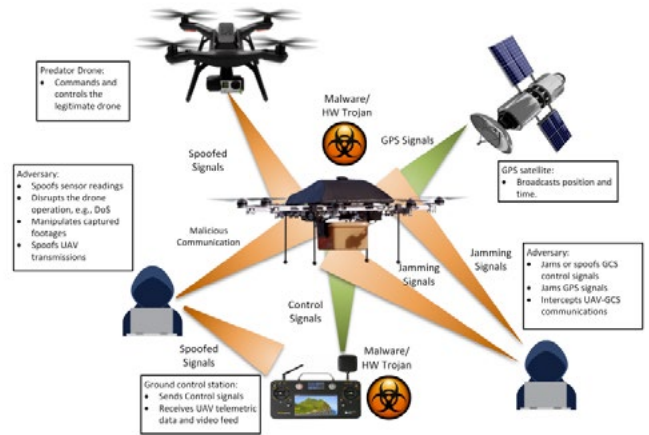 Predator Drone:
• Commands and
controls the
legitimate drone
Malware/
HW Trojan
GPS Signals
Spoofed
Signals
GPS satellite:
• Broadcasts position and
time.
Adversary:
• Spoofs sensor readings
• Disrupts the drone
operation, e.g., DoS
• Manipulates captured
footages
• Spoofs UAV
transmissions
Malicious
Communication
Jamming
Signals
Jamming
Signals
Adversary:
• Jams or spoofs GCS
control signals
• Jams GPS signals
• Intercepts UAV-GCS
communications
Control
Signals
Spoofed
Signals
Malware/
HW Trojan
Ground control station:
• Sends Control signals
• Receives UAV telemetric
data and video feed